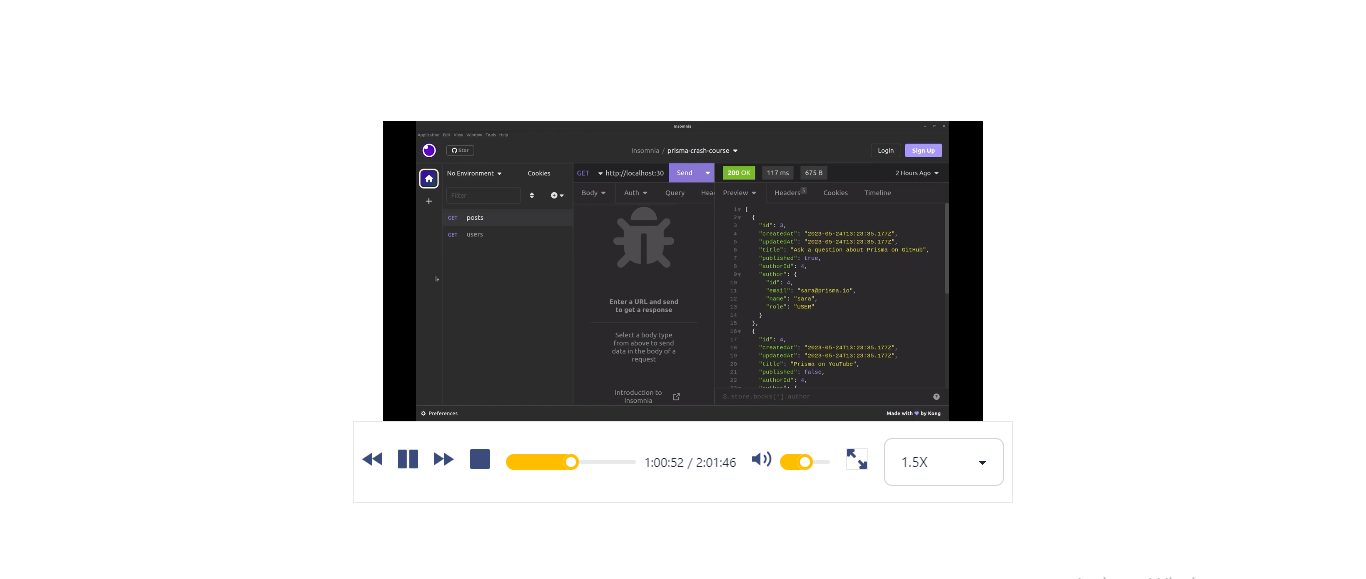 insomnia
Application Edit View Window Tools Help
Star
Insomnia / prisma-crash-course
Login
Sign Up
No Environment
Cookies
GET
http://localhost:30
Send
200 OK
117 ms
675 B
2 Hours Ago
Filter
Body
Auth
Query
Hea
Preview
Headers
Cookies
Timeline
GET posts
GET users
Enter a URL and send
to get a response
Select a body type
from above to send
data in the body of a
request
Introduction to
Insomnia
1 [
2 {
3 "id": 3,
4 "createdAt": "2023-05-24T13:23:35.177Z",
5 "updatedAt": "2023-05-24T13:23:35.177Z",
6 "title": "Ask a question about Prisma on GitHub",
7 "published": true,
8 "authorId": 4,
9 "author": {
10 "id": 4,
11 "email": "sara@prisma.io",
12 "name": "sara",
13 "role": "USER"
14 }
15 },
16 {
17 "id": 4,
18 "createdAt": "2023-05-24T13:23:35.177Z",
19 "updatedAt": "2023-05-24T13:23:35.177Z",
20 "title": "Prisma on YouTube",
21 "published": false,
22 "authorId": 4,
$.store.books[*].author
Preferences
Made with by Kong
1:00:52 / 2:01:46
1.5X